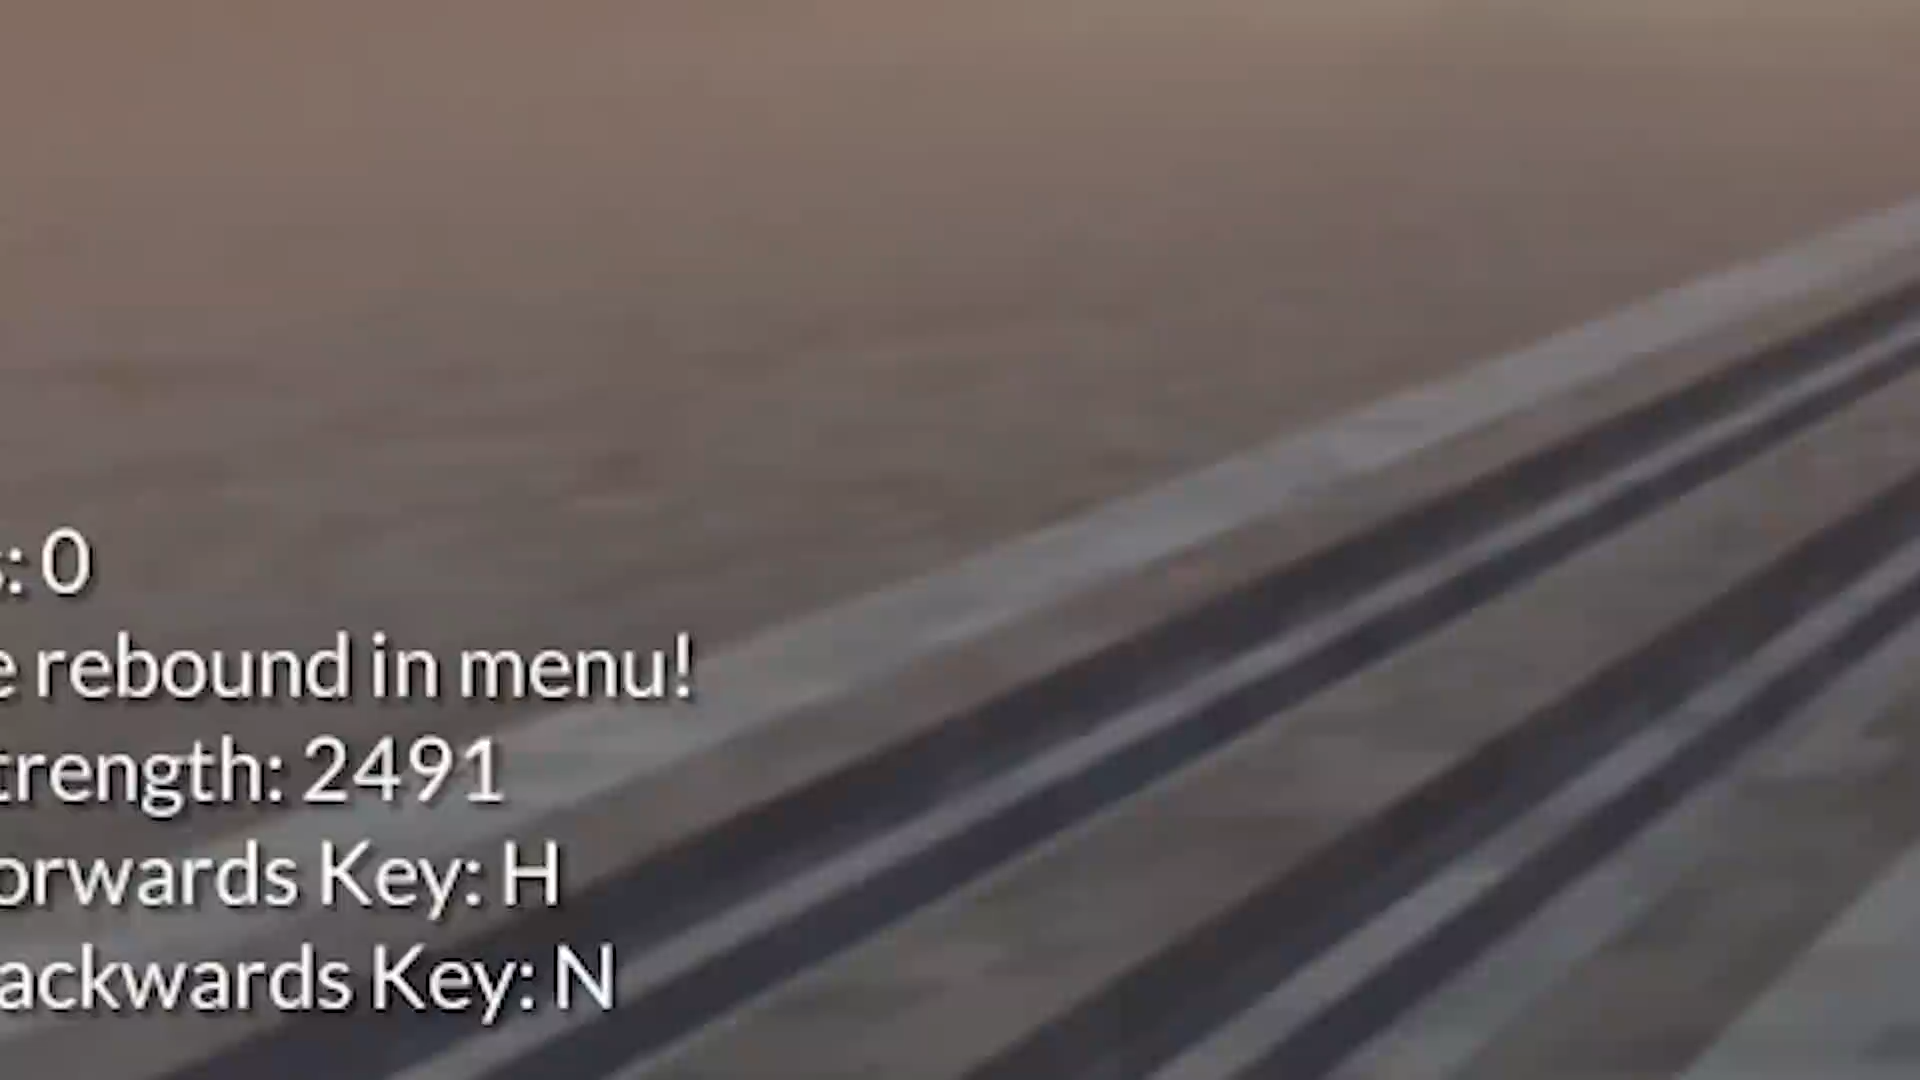 s: 0
e rebound in menu!
trength: 2491
orwards Key: H
ackwards Key: N